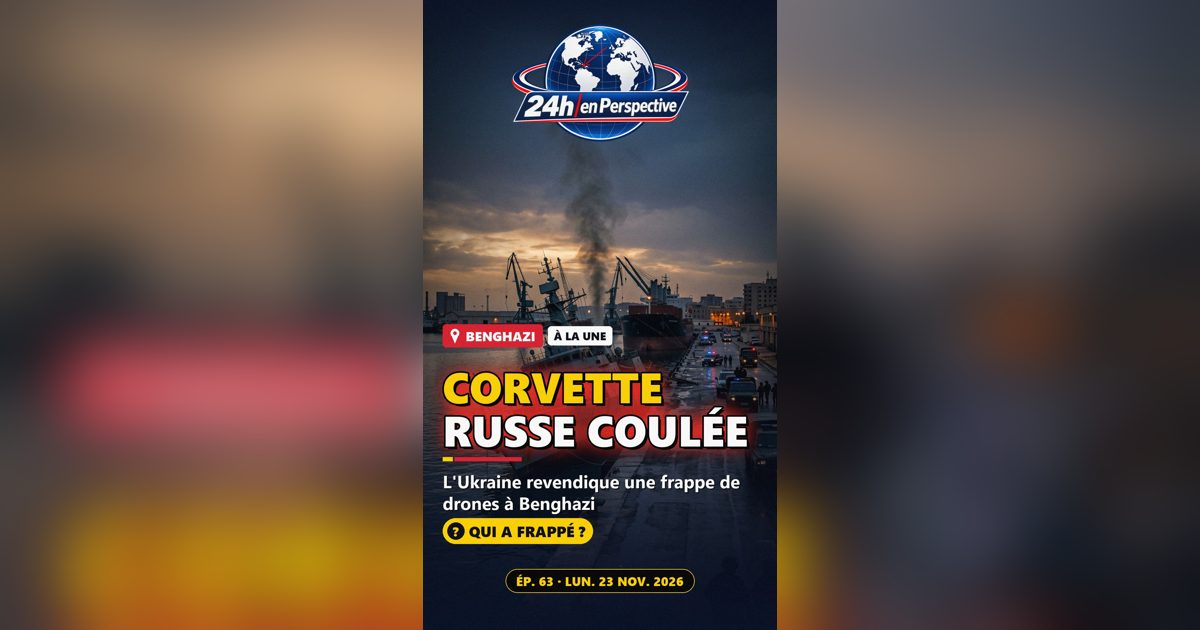 24h/en Perspective
BENGHAZI
À LA UNE
CORVETTE
RUSSE COULÉE
L'Ukraine revendique une frappe de
drones à Benghazi
? QUI A FRAPPÉ ?
ÉP. 63 · LUN. 23 NOV. 2026